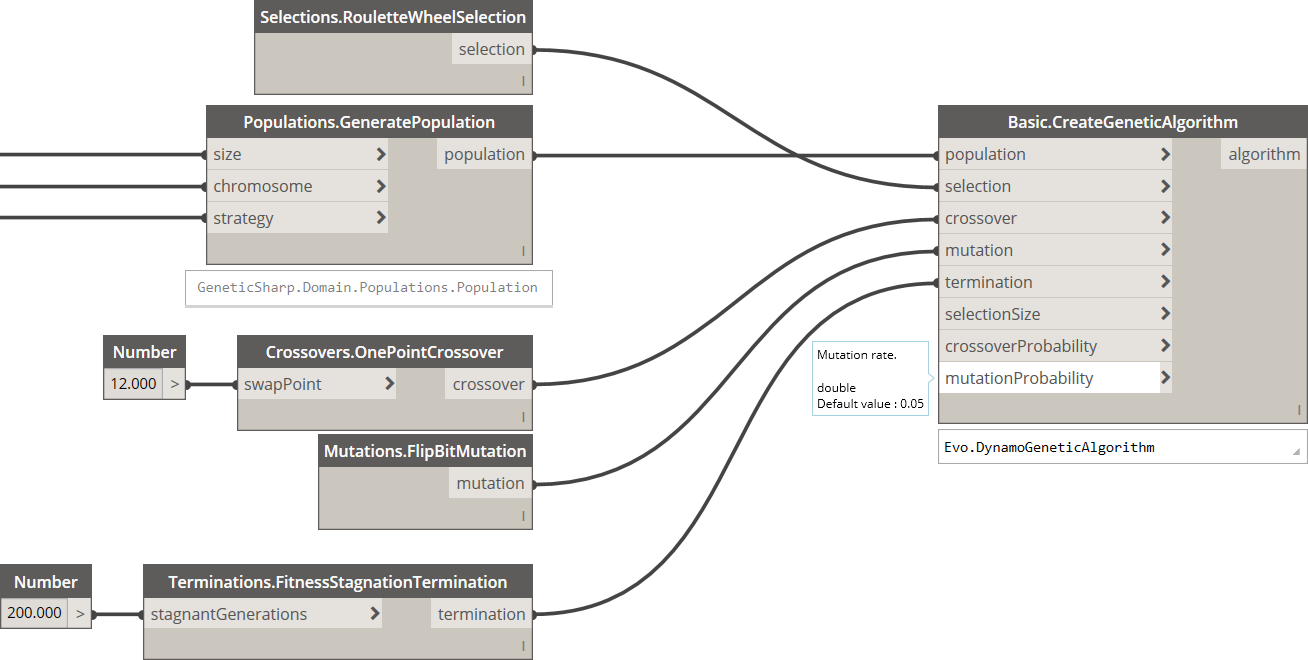 Selections.RouletteWheelSelection
selection
Populations.GeneratePopulation
size > population
chromosome >
strategy >
GeneticSharp.Domain.Populations.Population
Number
12.000 >
Crossovers.OnePointCrossover
swapPoint > crossover
Mutations.FlipBitMutation
mutation
Number
200.000 >
Terminations.FitnessStagnationTermination
stagnantGenerations > termination
Basic.CreateGeneticAlgorithm
population > algorithm
selection >
crossover >
mutation >
termination >
selectionSize >
crossoverProbability >
mutationProbability >
Mutation rate.
double
Default value : 0.05
Evo.DynamoGeneticAlgorithm